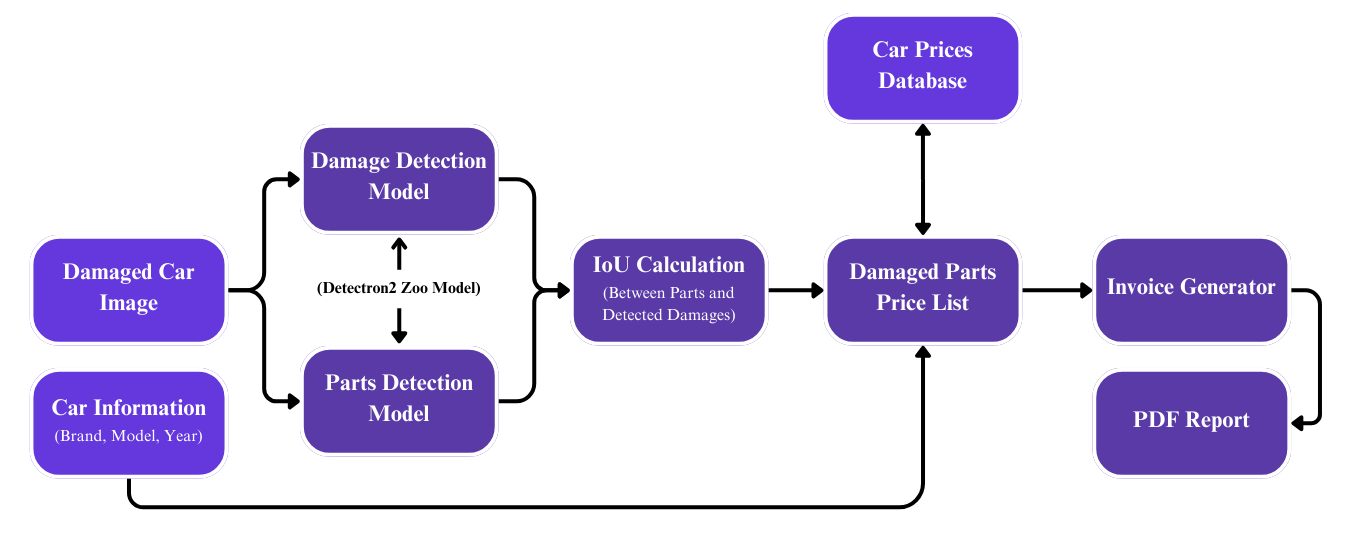 Car Prices
Database
Damage Detection
Model
Damaged Car
Image
(Detectron2 Zoo Model)
IoU Calculation
(Between Parts and
Detected Damages)
Damaged Parts
Price List
Invoice Generator
Parts Detection
Model
Car Information
(Brand, Model, Year)
PDF Report